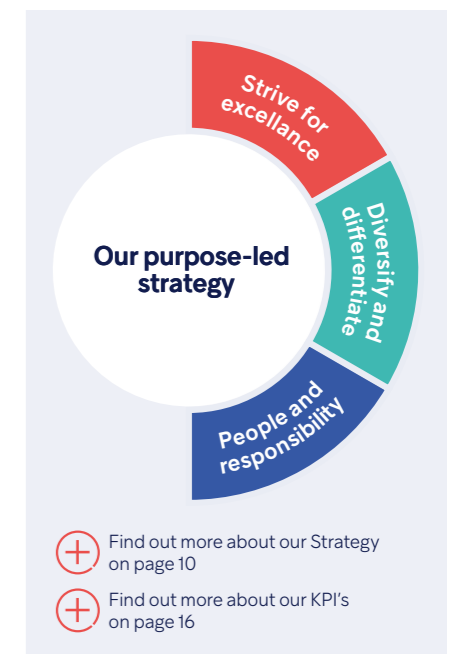 Strive for
excellance
Diversify and
differentiate
Our purpose-led
strategy
People and
responsibility
Find out more about our Strategy
on page 10
Find out more about our KPI's
on page 16